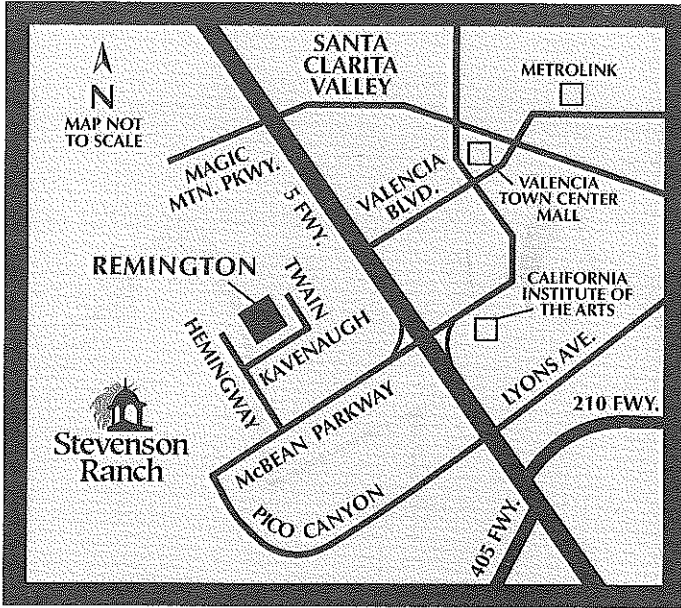 SANTA
CLARITA
VALLEY
METROLINK
N
MAP NOT
TO SCALE
MAGIC
MTN. PKWY.
5 FWY.
VALENCIA
BLVD.
VALENCIA
TOWN CENTER
MALL
REMINGTON
TWAIN
HEMINGWAY
KAVENAUGH
CALIFORNIA
INSTITUTE OF
THE ARTS
LYONS AVE.
210 FWY.
Stevenson
Ranch
McBEAN PARKWAY
PICO CANYON
405 FWY.